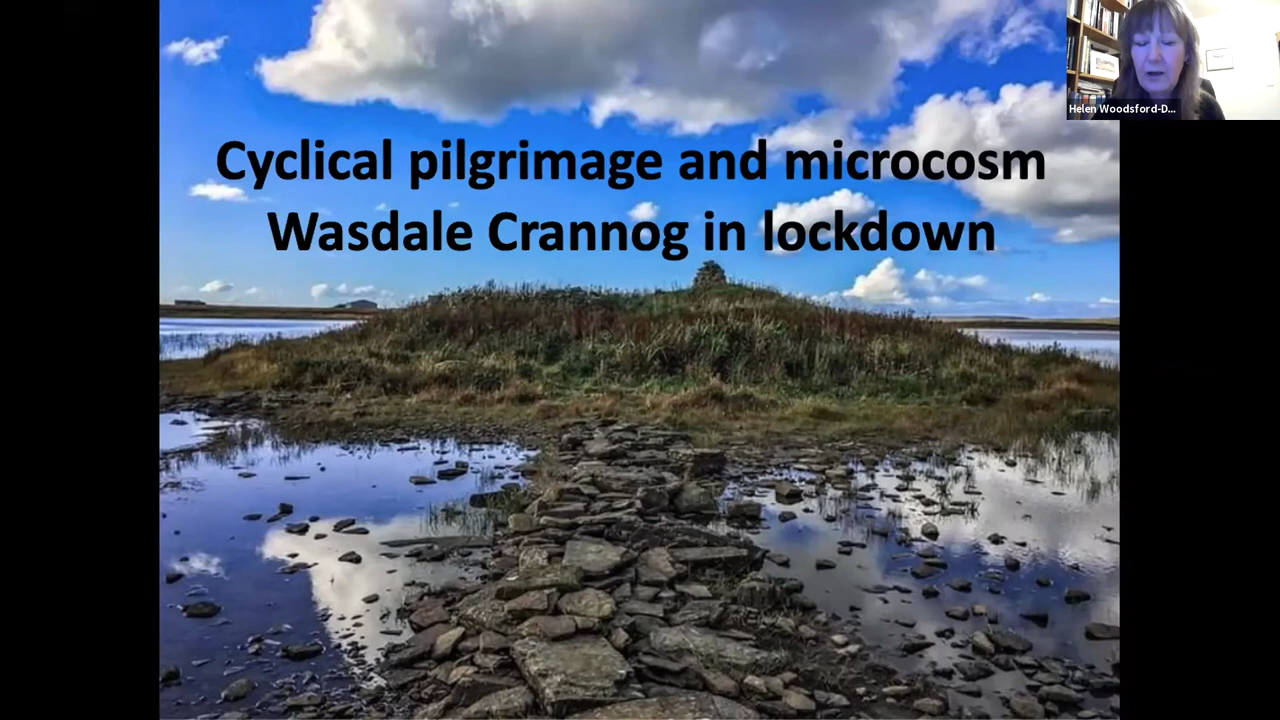 Cyclical pilgrimage and microcosm
Wasdale Crannog in lockdown
Helen Woodsford-D...